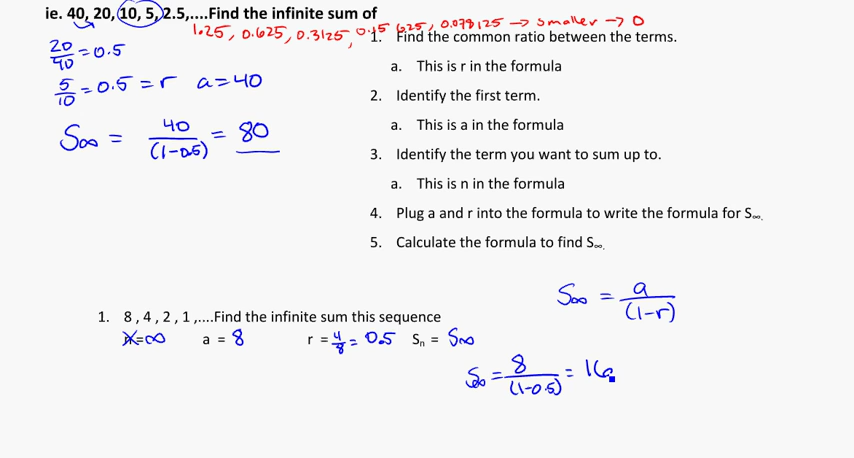 ie. 40, 20, 10, 5, 2.5,....Find the infinite sum of
1.25, 0.625, 0.3125, 0.15625, 0.078125 → smaller → 0
20/40 = 0.5
5/10 = 0.5 = r a = 40
S∞ = 40/(1-0.5) = 80
1. Find the common ratio between the terms.
a. This is r in the formula
2. Identify the first term.
a. This is a in the formula
3. Identify the term you want to sum up to.
a. This is n in the formula
4. Plug a and r into the formula to write the formula for S∞.
5. Calculate the formula to find S∞.
S∞ = a/(1-r)
1. 8 , 4 , 2 , 1 ,....Find the infinite sum this sequence
n=∞ a = 8 r = 4/8 = 0.5 Sn = S∞
S∞ = 8/(1-0.5) = 16